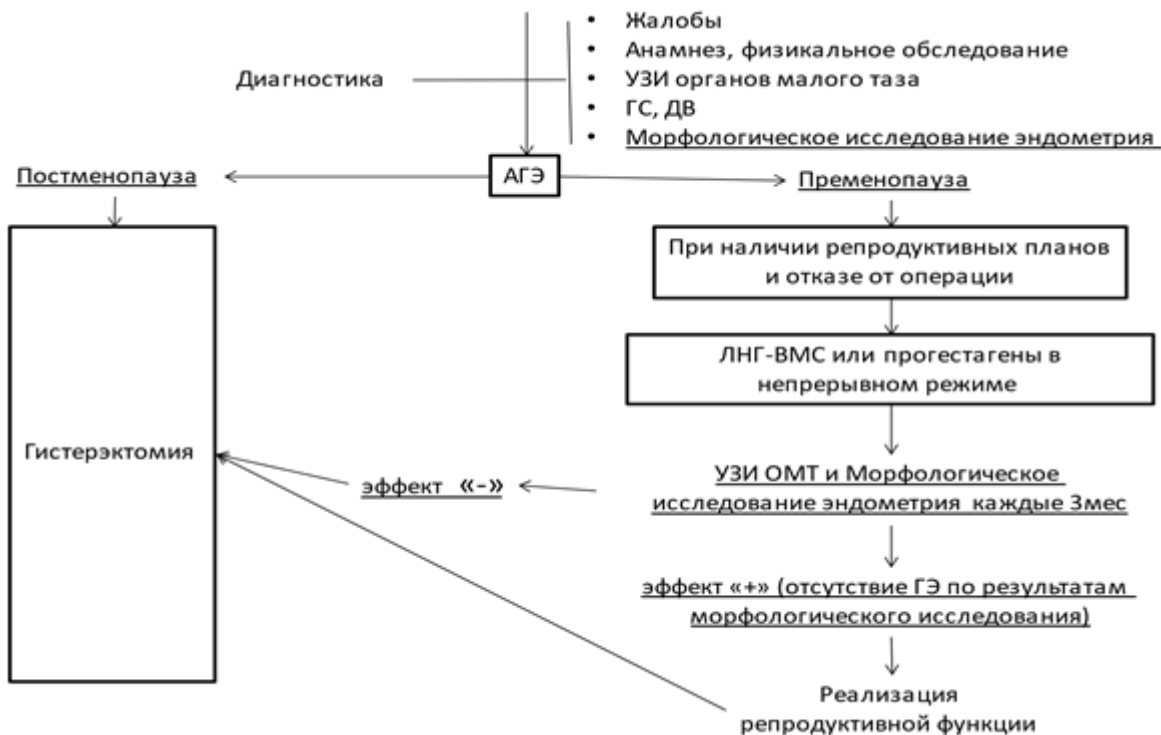 • Жалобы
• Анамнез, физикальное обследование
Диагностика
• УЗИ органов малого таза
• ГС, ДВ
• Морфологическое исследование эндометрия
Постменопауза
АГЭ
Пременопауза
При наличии репродуктивных планов
и отказе от операции
ЛНГ-ВМС или прогестагены в
непрерывном режиме
Гистерэктомия
эффект «-»
УЗИ ОМТ и Морфологическое
исследование эндометрия каждые 3мес
эффект «+» (отсутствие ГЭ по результатам
морфологического исследования)
Реализация
репродуктивной функции